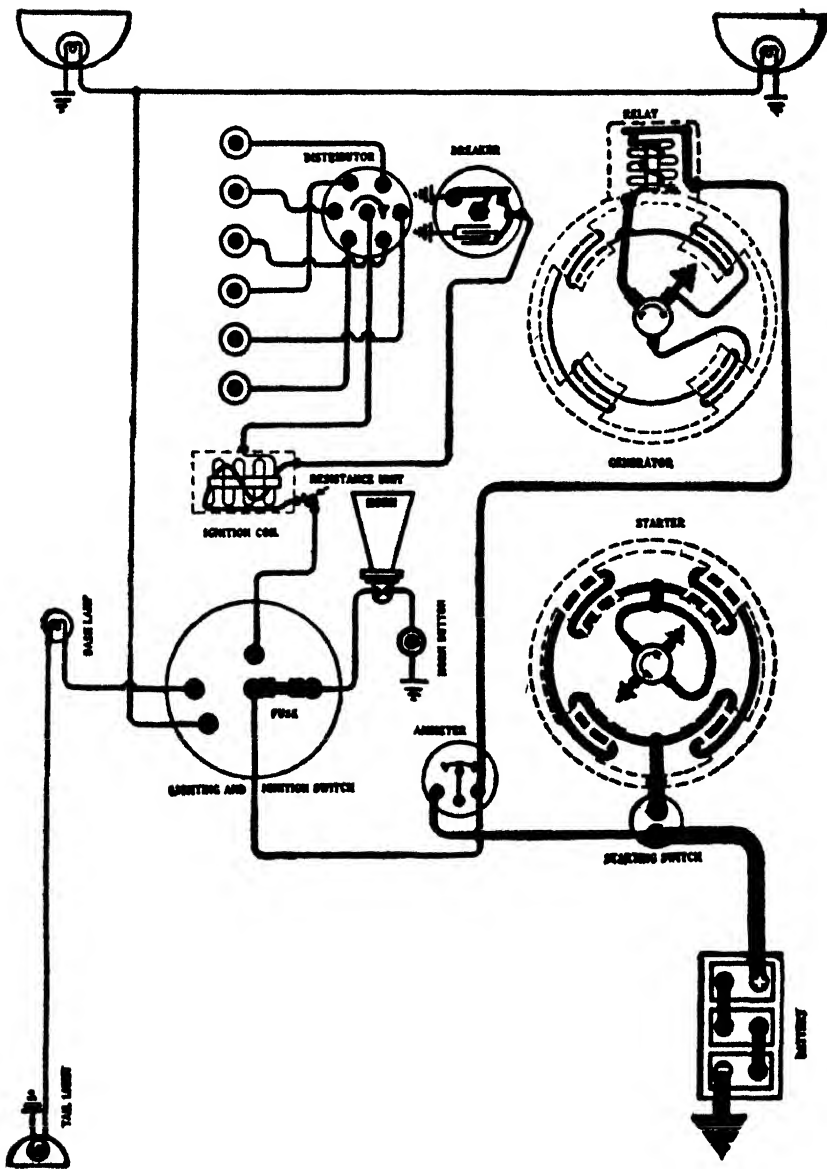 RELAY
DISTRIBUTOR
BREAKER
GENERATOR
RESISTANCE UNIT
HORN
IGNITION COIL
STARTER
DASH LAMP
HORN BUTTON
FUSE
AMMETER
LIGHTING AND IGNITION SWITCH
STARTING SWITCH
BATTERY
TAIL LIGHT